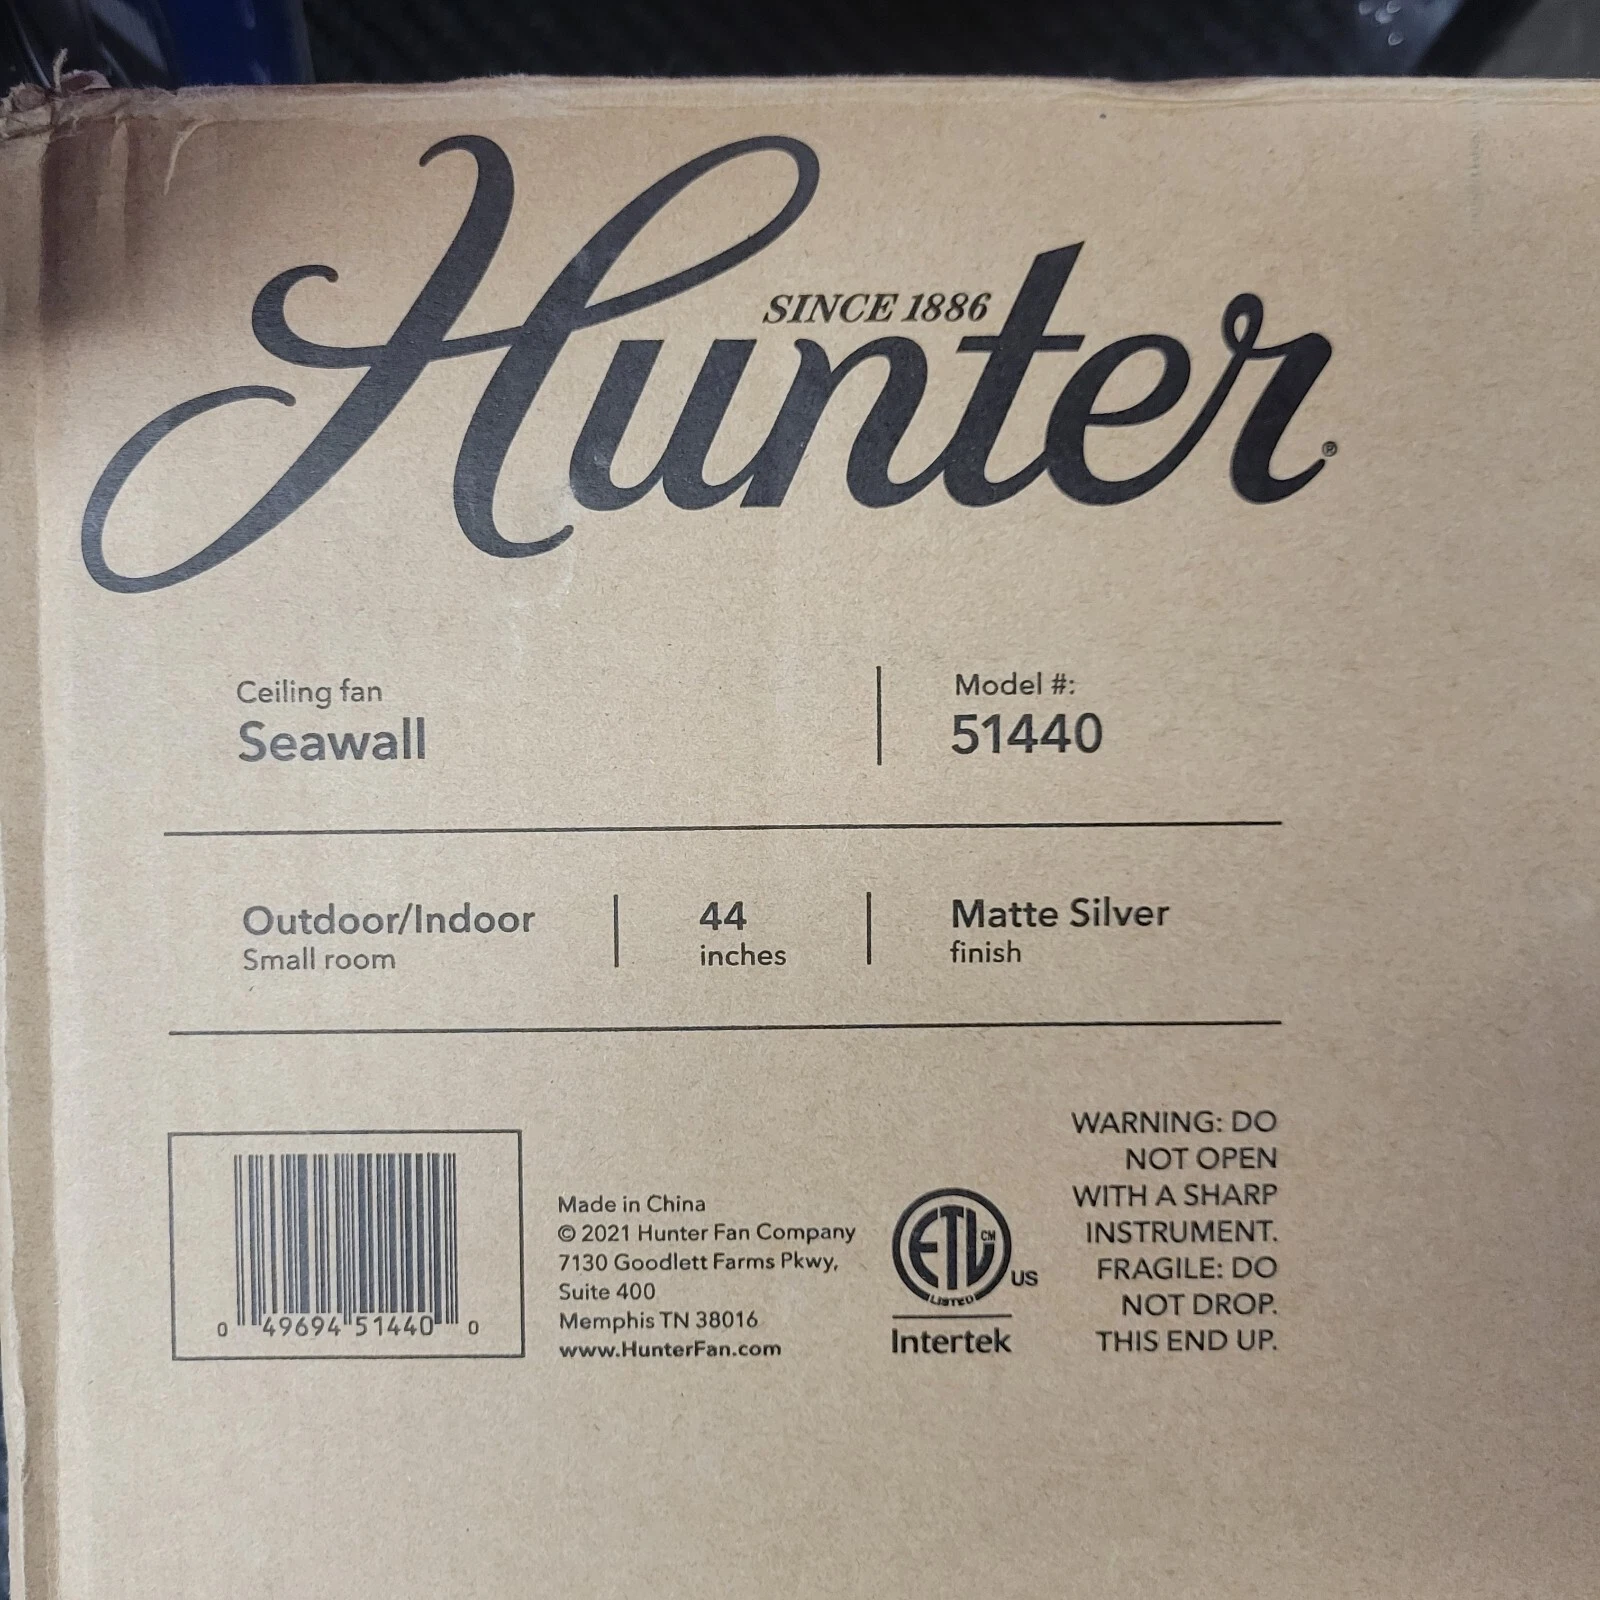 Hunter®
SINCE 1886
Ceiling fan
Seawall
Model #:
51440
Outdoor/Indoor
Small room
44
inches
Matte Silver
finish
0 49694 51440 0
Made in China
© 2021 Hunter Fan Company
7130 Goodlett Farms Pkwy,
Suite 400
Memphis TN 38016
www.HunterFan.com
ETL CM
LISTED
US
Intertek
WARNING: DO
NOT OPEN
WITH A SHARP
INSTRUMENT.
FRAGILE: DO
NOT DROP.
THIS END UP.